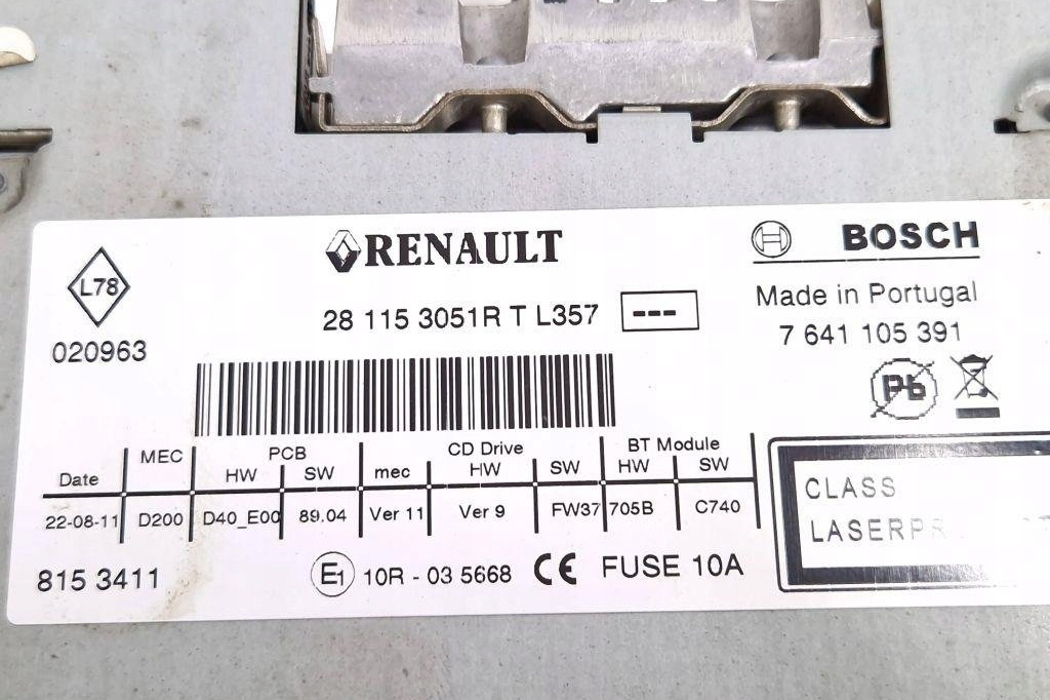 L78
020963
RENAULT
28 115 3051R T L357
---
BOSCH
Made in Portugal
7 641 105 391
Pb
MEC PCB CD Drive BT Module
Date HW SW mec HW SW HW SW
22-08-11 D200 D40_E00 89.04 Ver 11 Ver 9 FW37 705B C740
815 3411
E1 10R - 03 5668 CE FUSE 10A
CLASS